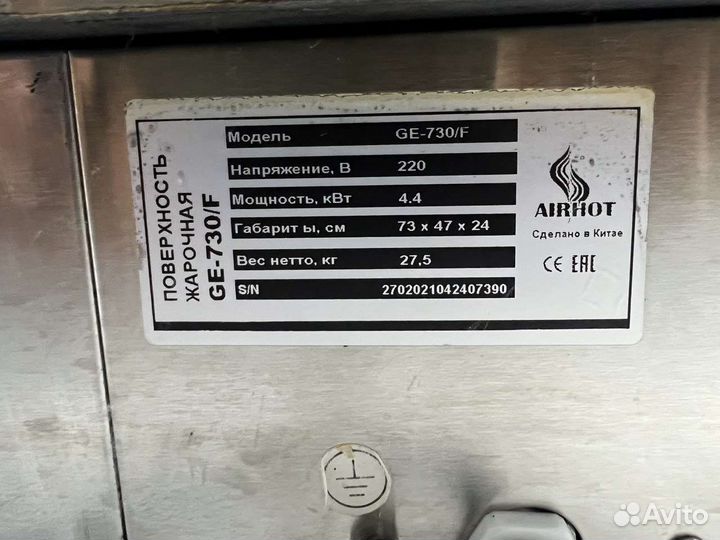 ПОВЕРХНОСТЬ
ЖАРОЧНАЯ
GE-730/F
Модель GE-730/F
Напряжение, В 220
Мощность, кВт 4.4
Габарит ы, см 73 x 47 x 24
Вес нетто, кг 27,5
S/N 2702021042407390
AIRHOT
Сделано в Китае
CE EAC
Avito